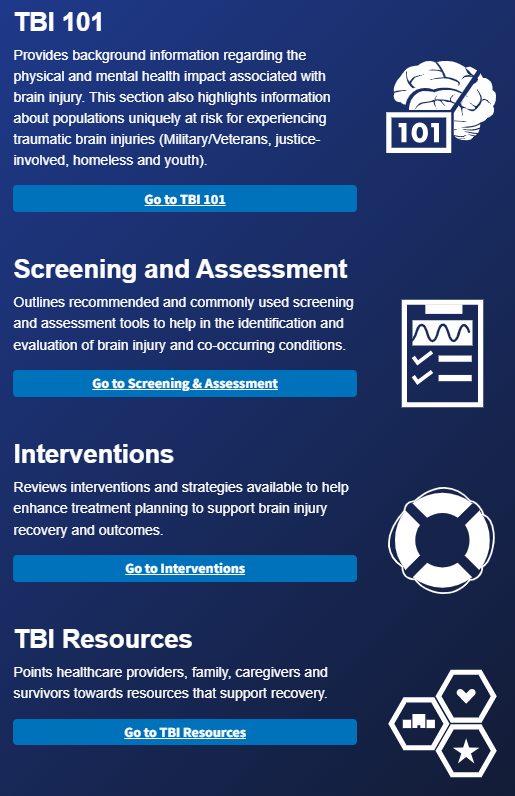 TBI 101
Provides background information regarding the
physical and mental health impact associated with
brain injury. This section also highlights information
about populations uniquely at risk for experiencing
traumatic brain injuries (Military/Veterans, justice-
involved, homeless and youth).
101
Go to TBI 101
Screening and Assessment
Outlines recommended and commonly used screening
and assessment tools to help in the identification and
evaluation of brain injury and co-occurring conditions.
Go to Screening & Assessment
Interventions
Reviews interventions and strategies available to help
enhance treatment planning to support brain injury
recovery and outcomes.
Go to Interventions
TBI Resources
Points healthcare providers, family, caregivers and
survivors towards resources that support recovery.
Go to TBI Resources